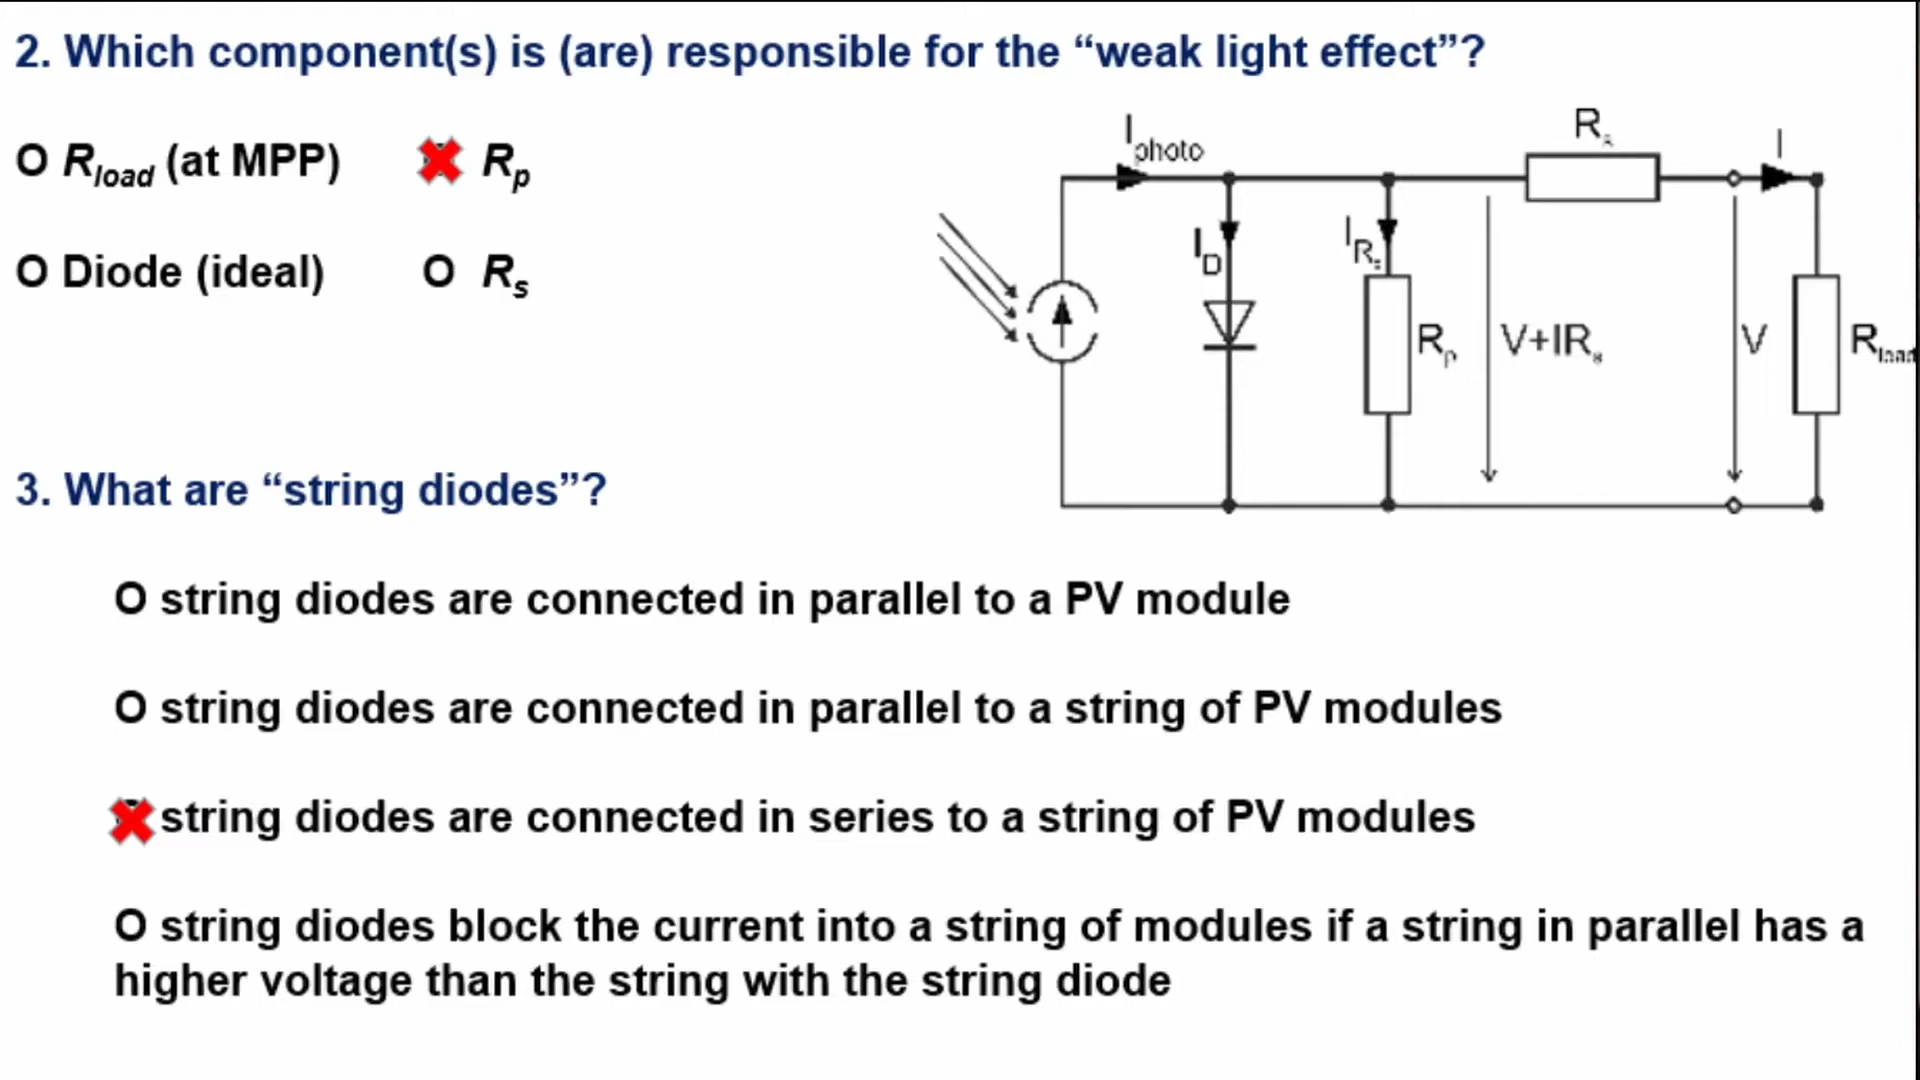 2. Which component(s) is (are) responsible for the “weak light effect”?
O Rload (at MPP) Rp
O Diode (ideal) O Rs
Iphoto
Rs
I
ID
IR
Rp
V+IRs
V
Rload
3. What are “string diodes”?
O string diodes are connected in parallel to a PV module
O string diodes are connected in parallel to a string of PV modules
string diodes are connected in series to a string of PV modules
O string diodes block the current into a string of modules if a string in parallel has a
higher voltage than the string with the string diode